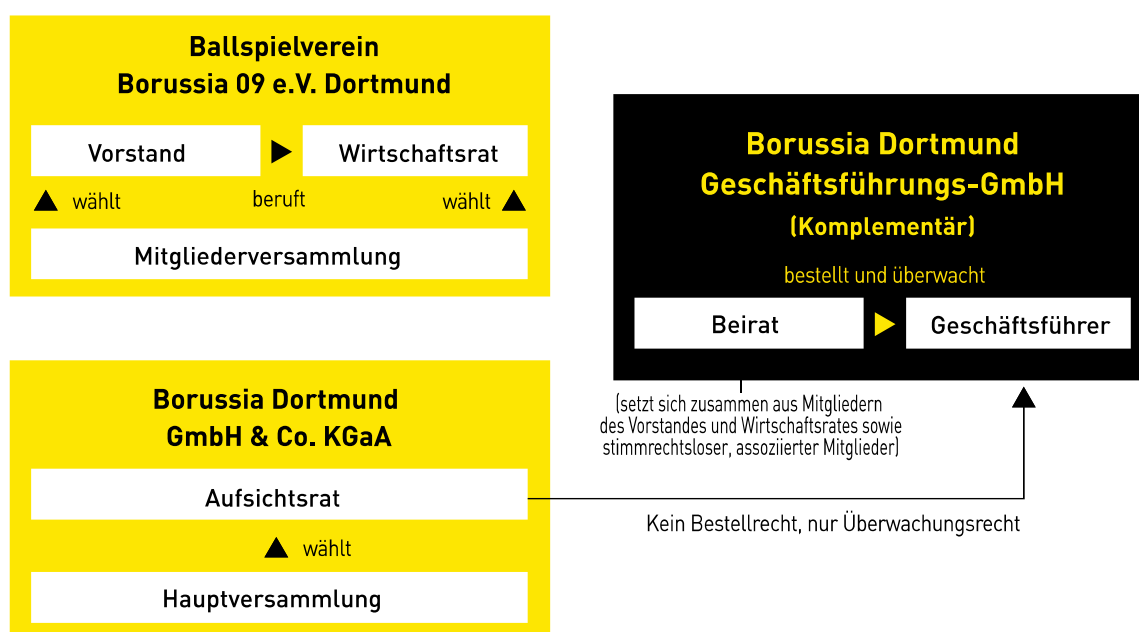 Ballspielverein
Borussia 09 e.V. Dortmund
Vorstand
Wirtschaftsrat
wählt
beruft
wählt
Mitgliederversammlung
Borussia Dortmund
Geschäftsführungs-GmbH
(Komplementär)
bestellt und überwacht
Beirat
Geschäftsführer
(setzt sich zusammen aus Mitgliedern
des Vorstandes und Wirtschaftsrates sowie
stimmrechtsloser, assoziierter Mitglieder)
Borussia Dortmund
GmbH & Co. KGaA
Aufsichtsrat
Kein Bestellrecht, nur Überwachungsrecht
wählt
Hauptversammlung